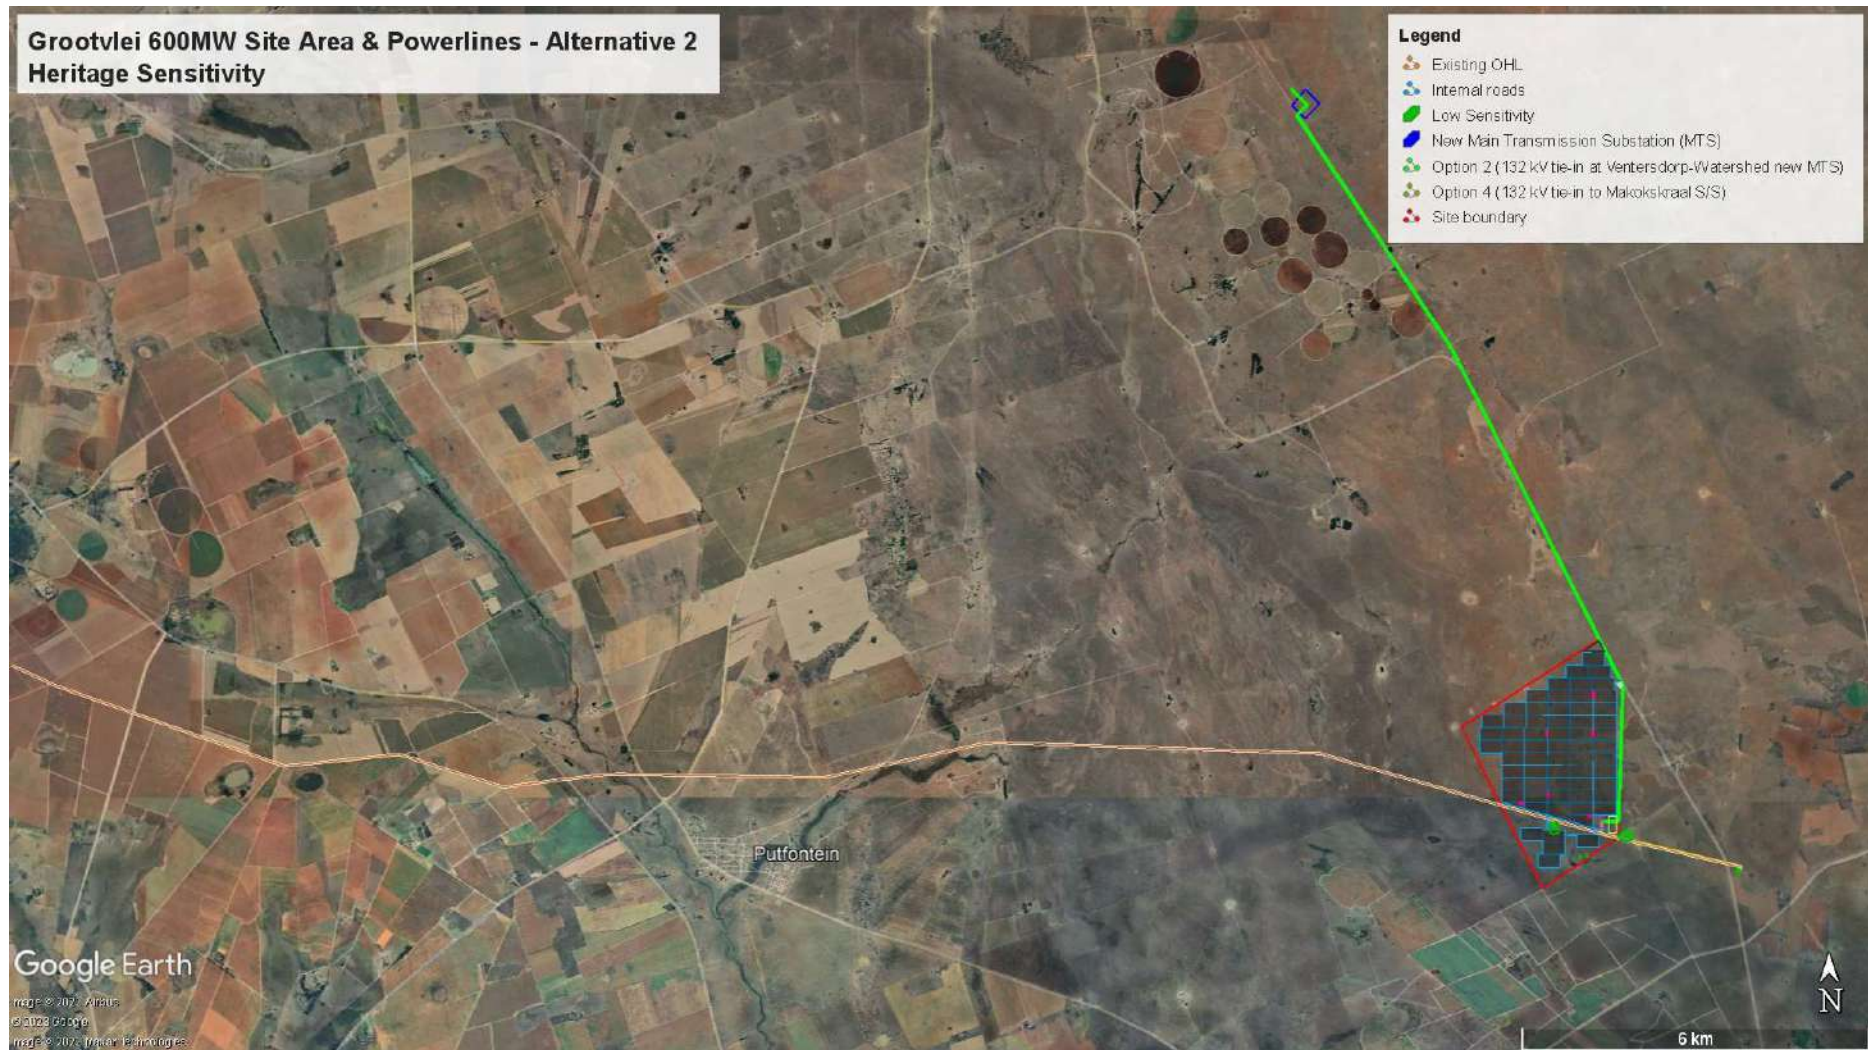 Grootvlei 600MW Site Area & Powerlines - Alternative 2
Heritage Sensitivity
Legend
Existing OHL
Internal roads
Low Sensitivity
New Main Transmission Substation (MTS)
Option 2 (132 kV tie-in at Ventersdorp-Watershed new MTS)
Option 4 (132 kV tie-in to Makokskraal S/S)
Site boundary
Putfontein
Google Earth
Airbus
© 2023 Google
Technologies
N
6 km